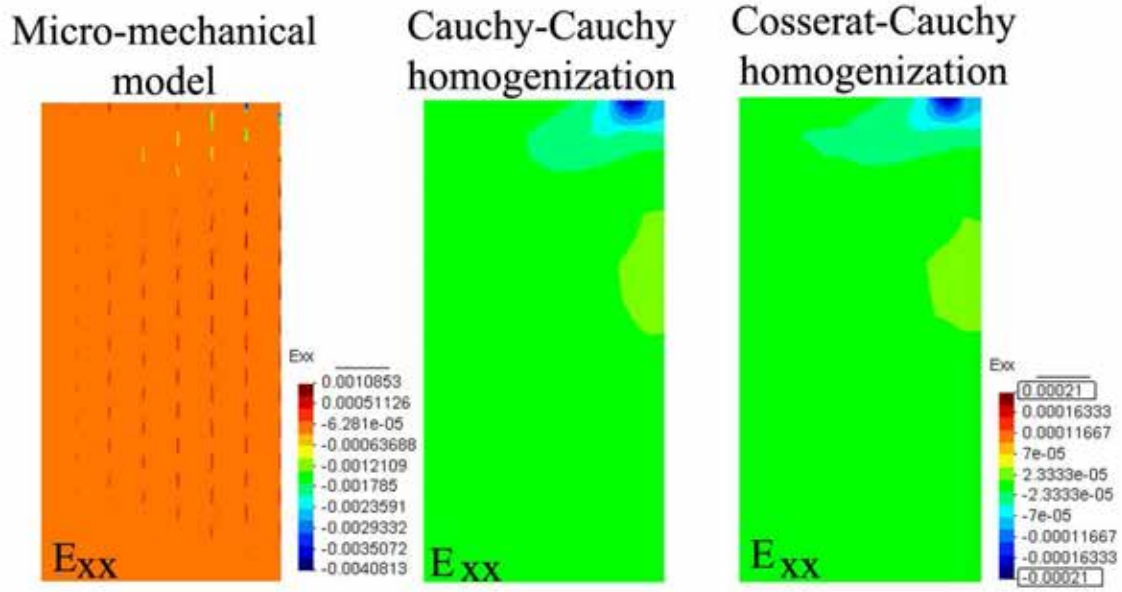 Micro-mechanical
model
Cauchy-Cauchy
homogenization
Cosserat-Cauchy
homogenization
Exx
0.0010853
0.00051126
-6.281e-05
-0.00063688
-0.0012109
-0.001785
-0.0023591
-0.0029332
-0.0035072
-0.0040813
Exx
0.00021
0.00016333
0.00011667
7e-05
2.3333e-05
-2.3333e-05
-7e-05
-0.00011667
-0.00016333
-0.00021
Exx
Exx
Exx